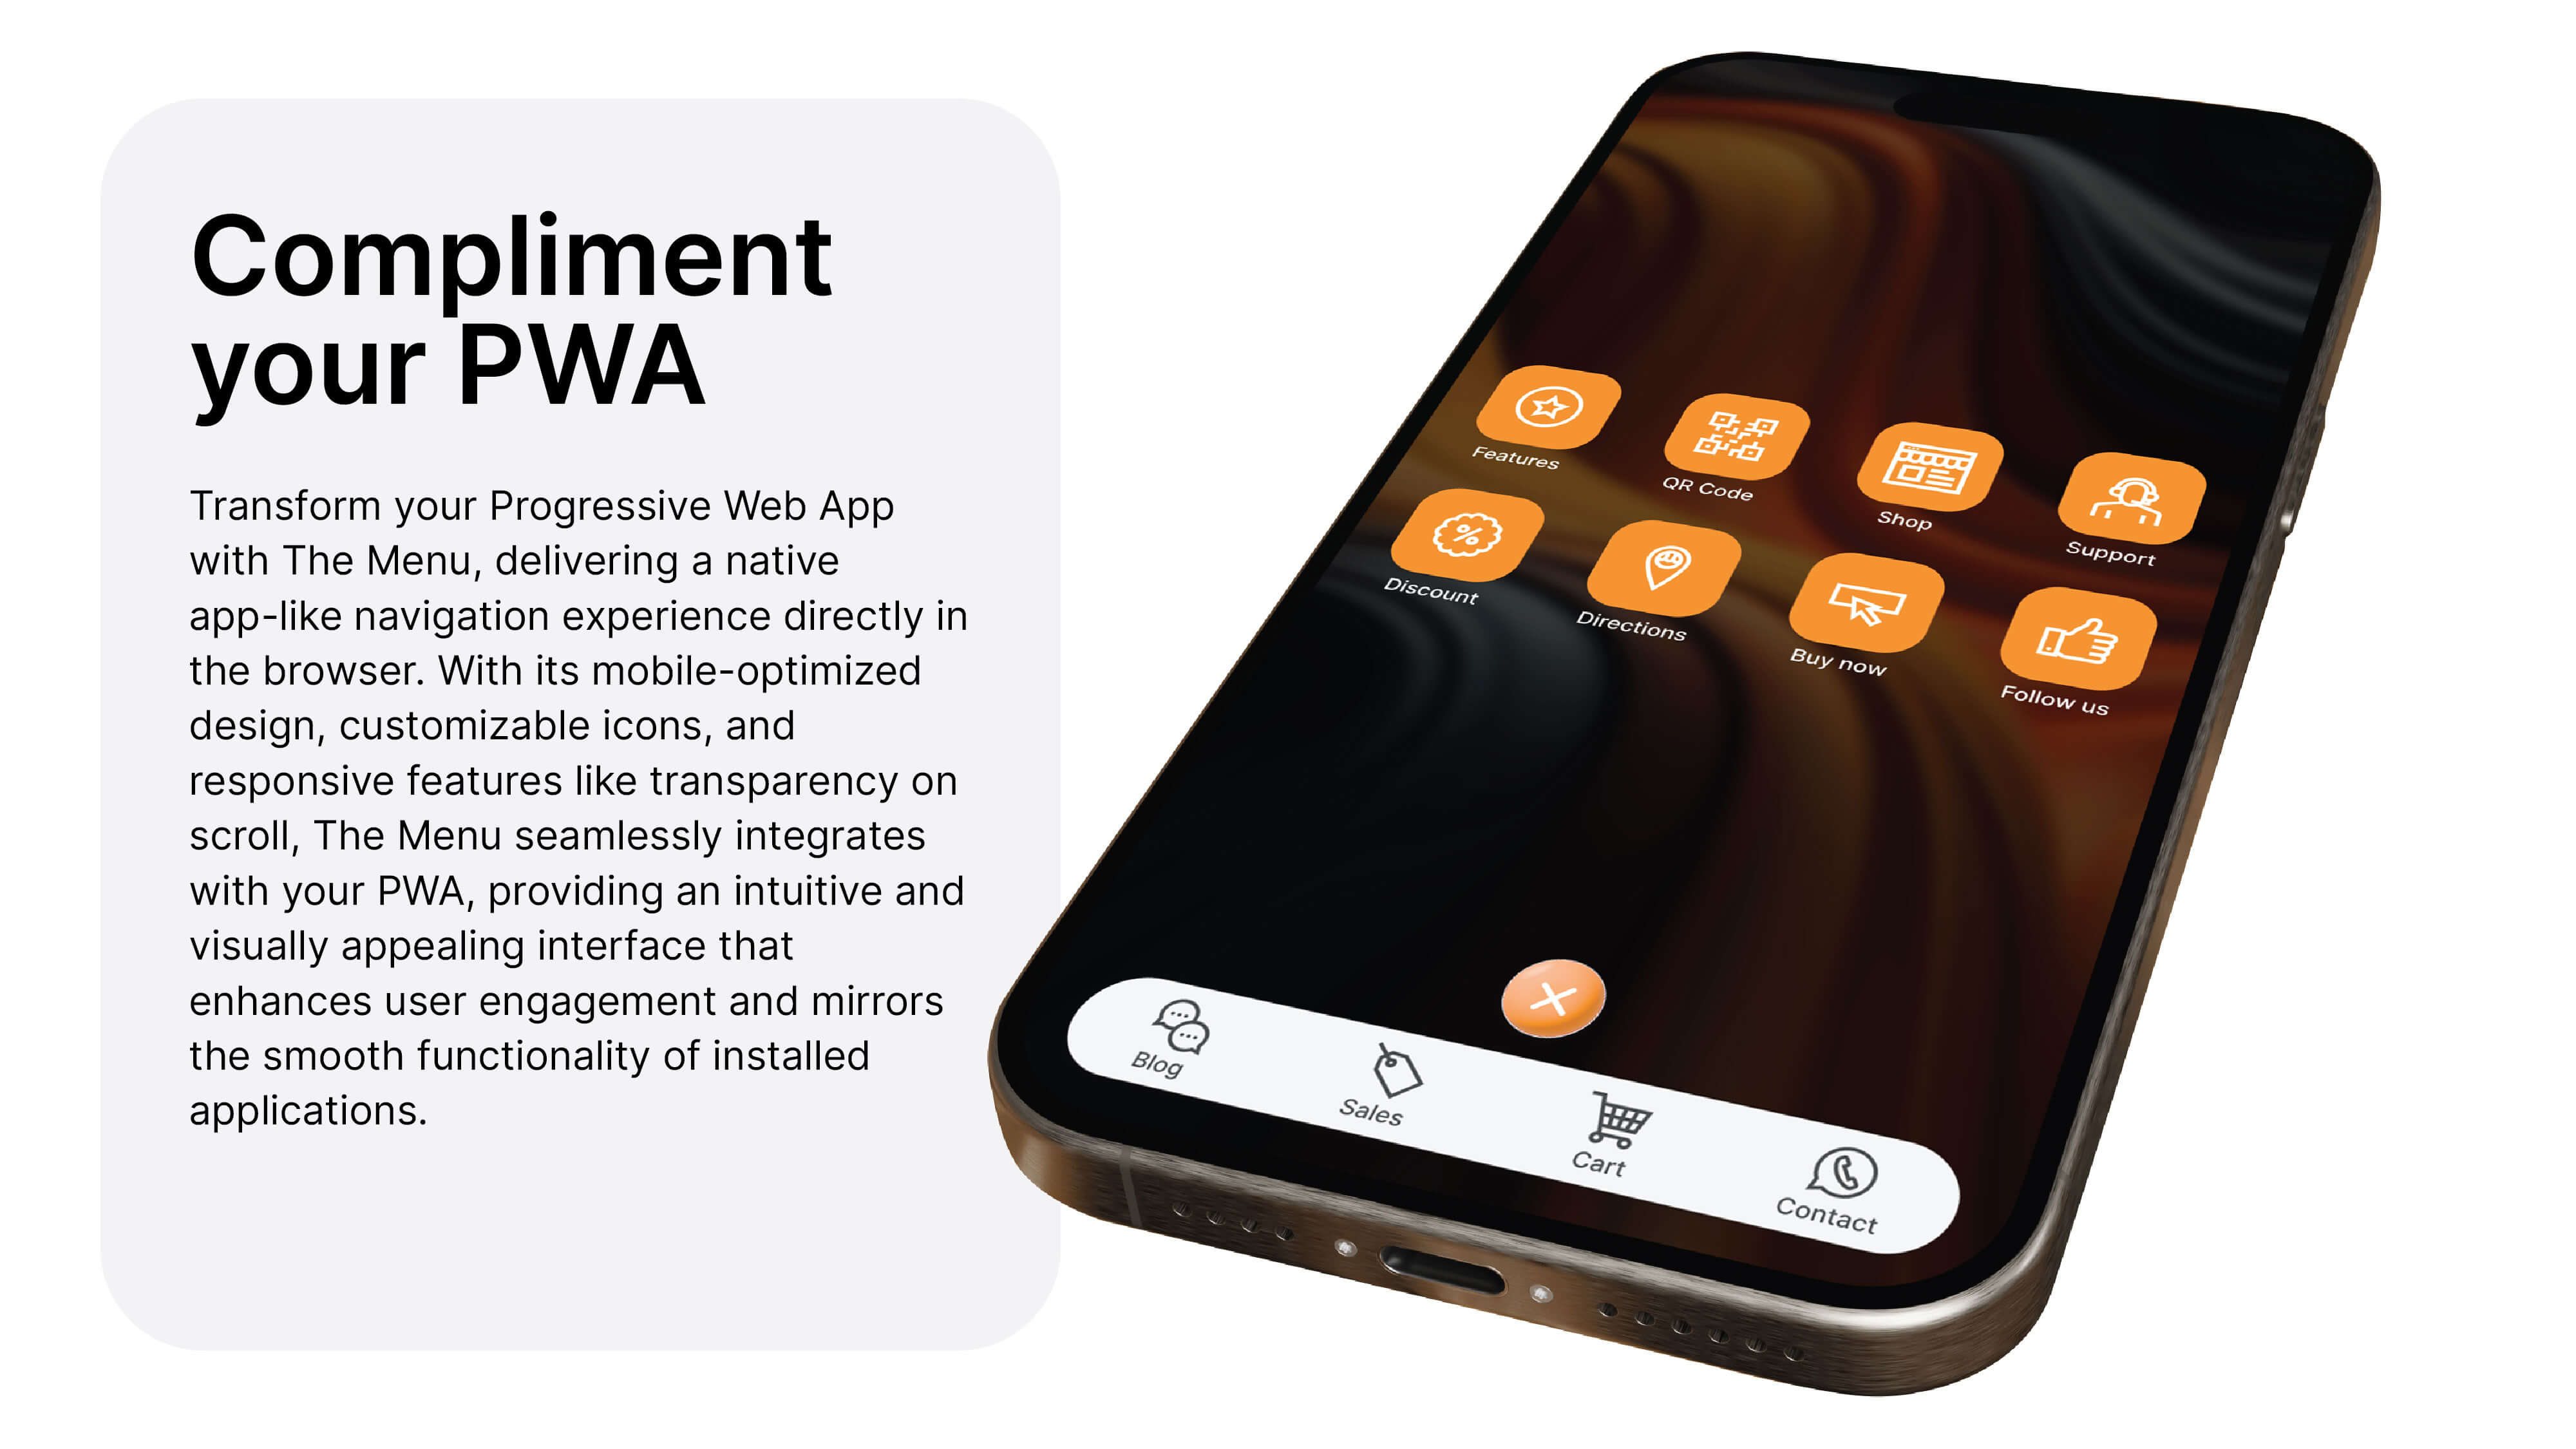 Compliment
your PWA
Transform your Progressive Web App
with The Menu, delivering a native
app-like navigation experience directly in
the browser. With its mobile-optimized
design, customizable icons, and
responsive features like transparency on
scroll, The Menu seamlessly integrates
with your PWA, providing an intuitive and
visually appealing interface that
enhances user engagement and mirrors
the smooth functionality of installed
applications.
Features
QR Code
Shop
Support
Discount
Directions
Buy now
Follow us
Blog
Sales
Cart
Contact